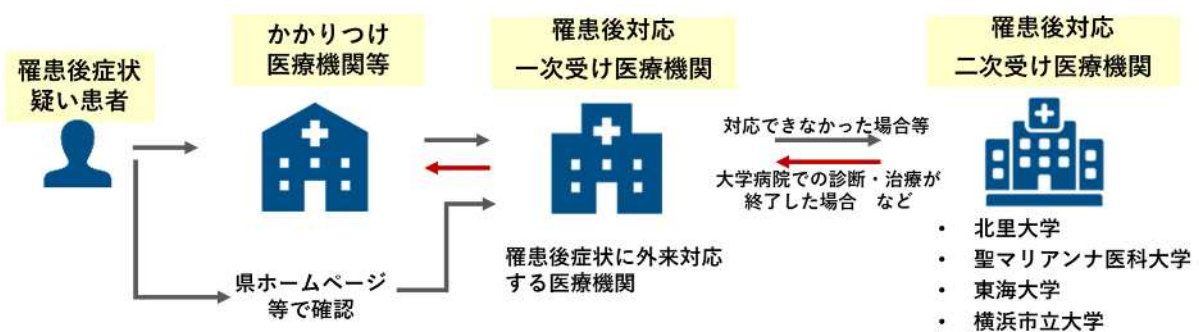 罹患後症状
疑い患者
かかりつけ
医療機関等
罹患後対応
一次受け医療機関
罹患後対応
二次受け医療機関
対応できなかった場合等
大学病院での診断・治療が
終了した場合 など
県ホームページ
等で確認
罹患後症状に外来対応
する医療機関
• 北里大学
• 聖マリアンナ医科大学
• 東海大学
• 横浜市立大学